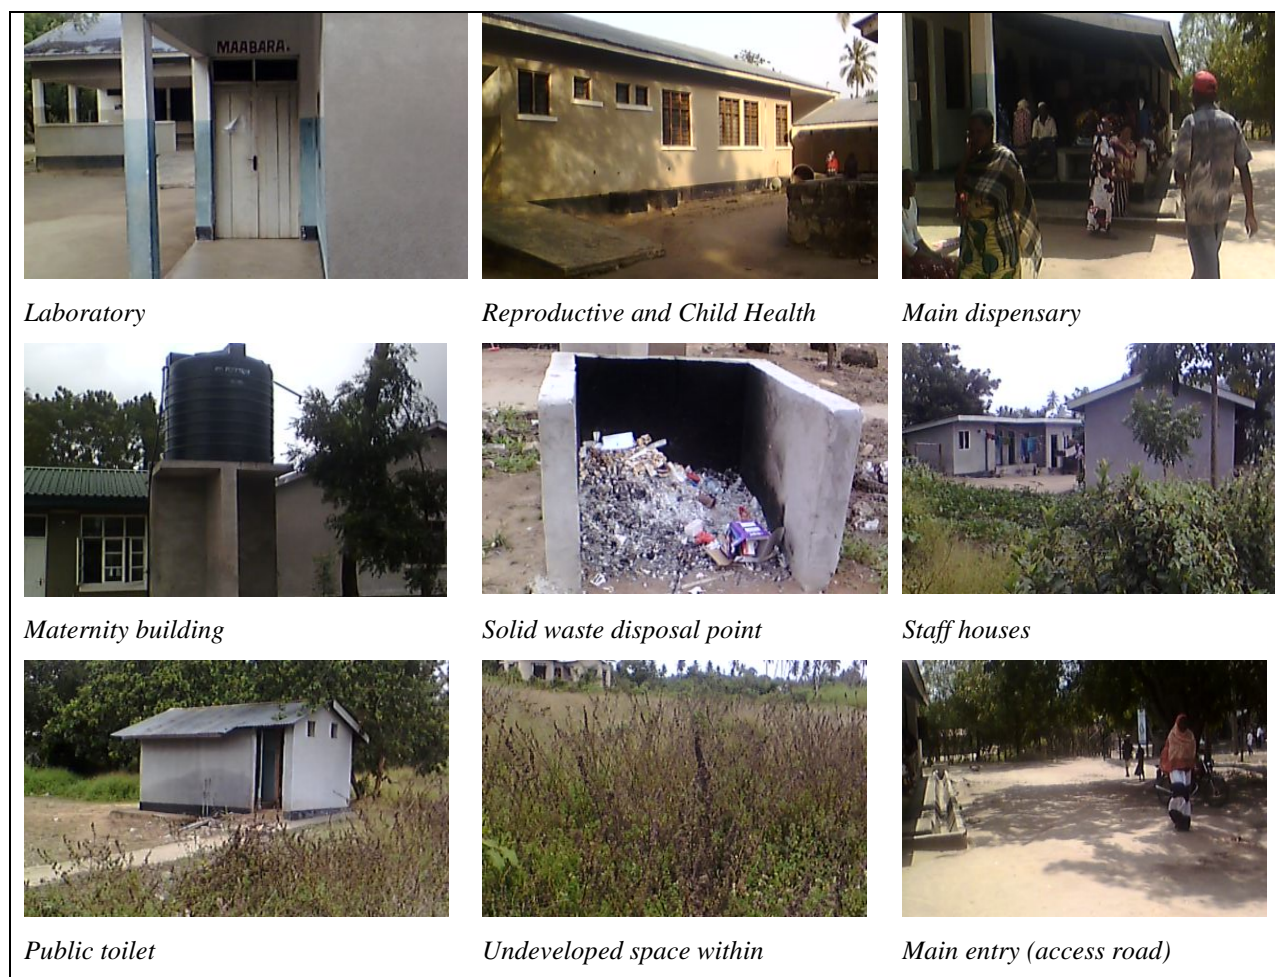 MAABARA.
Laboratory
Reproductive and Child Health
Main dispensary
Maternity building
Solid waste disposal point
Staff houses
Public toilet
Undeveloped space within
Main entry (access road)